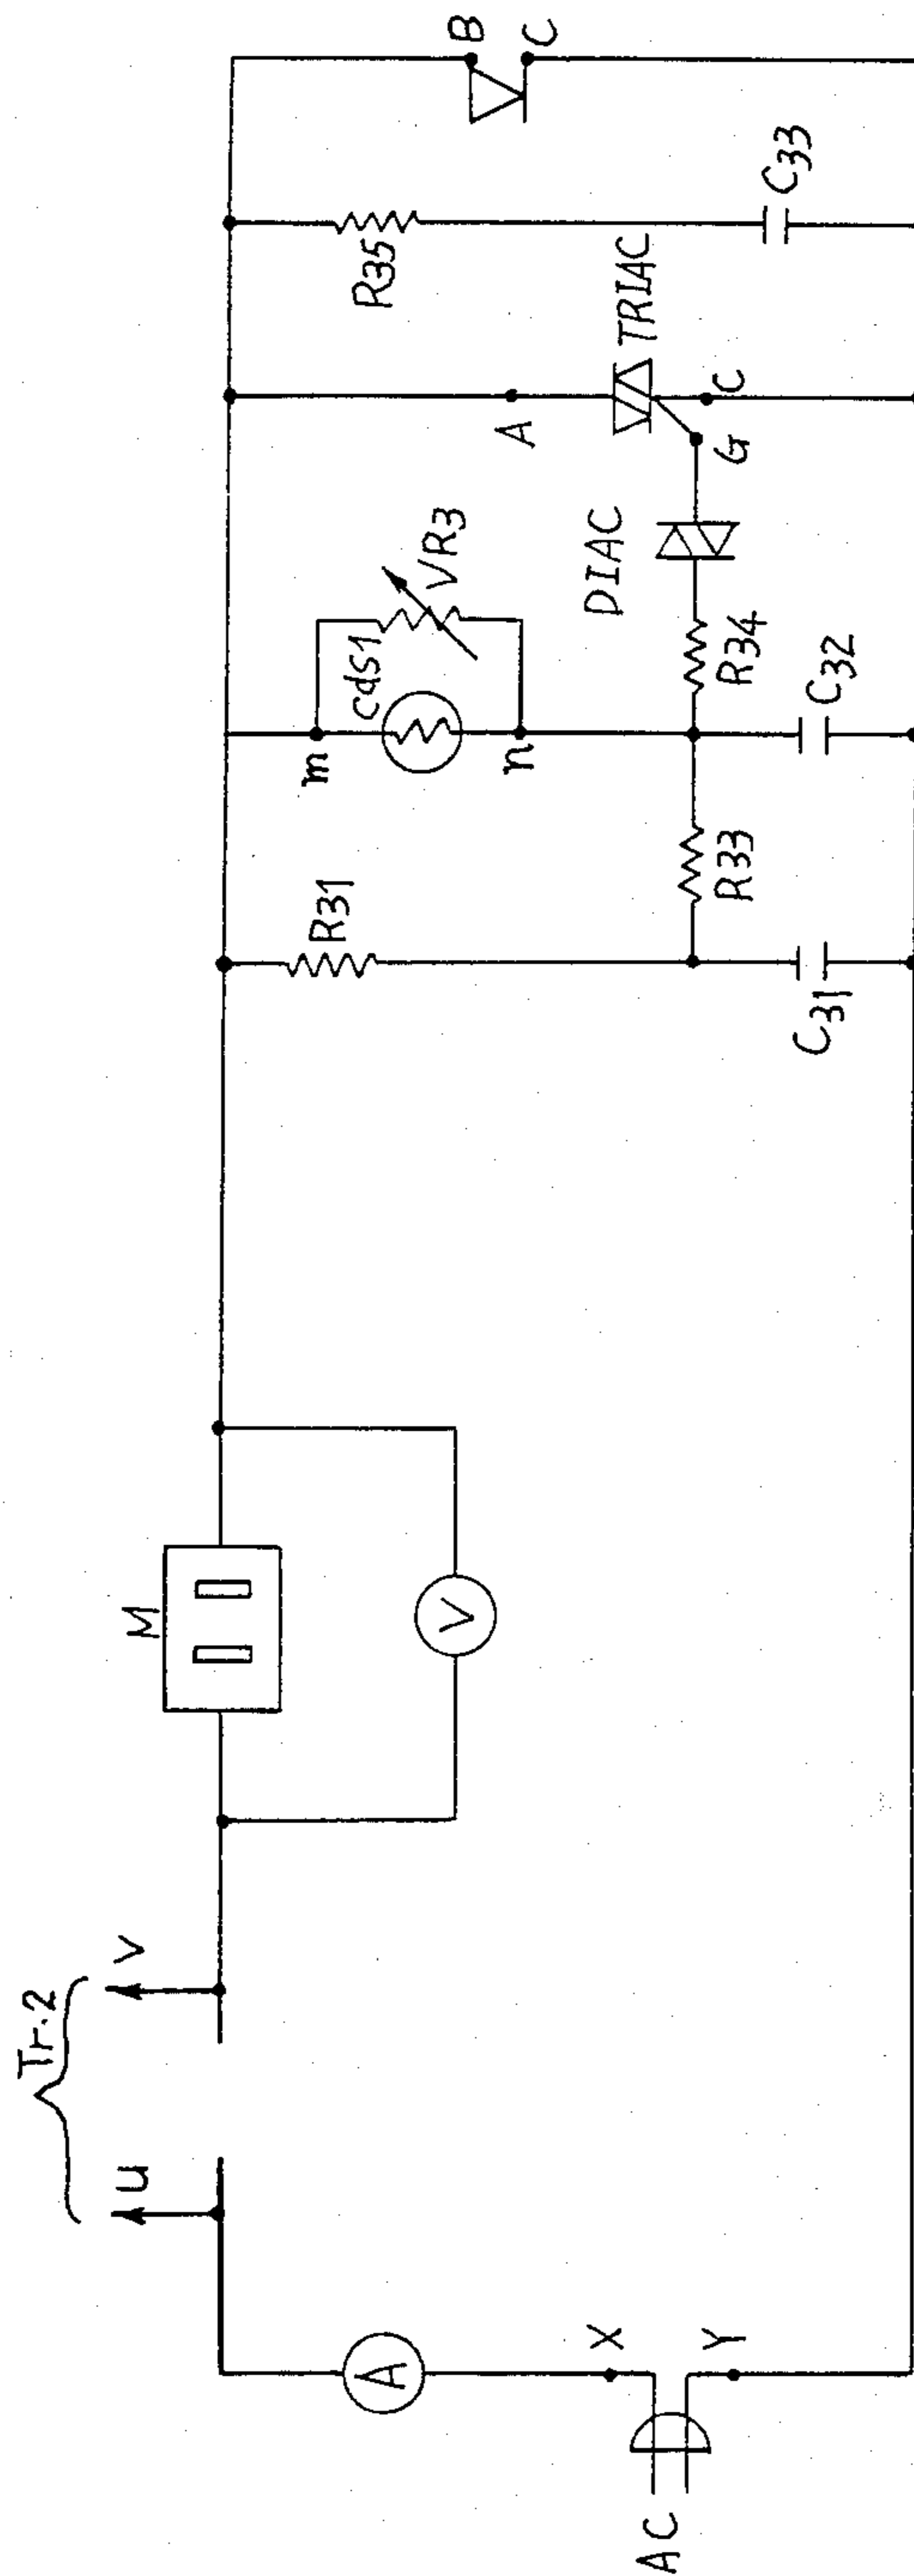 Tr.2
u
v
M
V
A
X
Y
AC
R31
C31
R33
m
cds1
VR3
n
R34
C32
DIAC
A
TRIAC
G
C
R35
C33
B
C